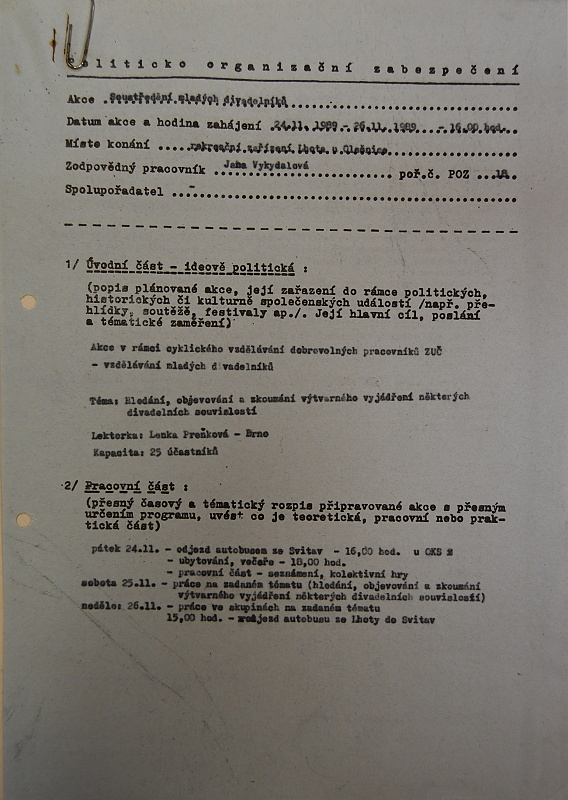 Politicko organizační zabezpečení
Akce ..Soustředění mladých divadelníků..............................
Datum akce a hodina zahájení .24.11. 1989 - 26.11. 1989 - 16.00 hod..
Místo konání .....rekreační zařízení Lhota u Olešnice..................
Zodpovědný pracovník .Jana Vykydalová................ poř.č. POZ ...18
Spolupořadatel ..-..................................................
1/ Úvodní část - ideově politická :
(popis plánované akce, její zařazení do rámce politických,
historických či kulturně společenských událostí /např. pře-
hlídky, soutěžě, festivaly ap./. Její hlavní cíl, poslání
a tématické zaměření)
Akce v rámci cyklického vzdělávání dobrovolných pracovníků ZUČ
- vzdělávání mladých divadelníků
Téma: Hledání, objevování a zkoumání výtvarného vyjádření některých
divadelních souvislostí
Lektorka: Lenka Preňková - Brno
Kapacita: 25 účastníků
2/ Pracovní část :
(přesný časový a tématický rozpis připravované akce s přesným
určením programu, uvést co je teoretická, pracovní nebo prak-
tická část)
pátek 24.11. - odjezd autobusem ze Svitav - 16,00 hod. u OKS
- ubytování, večeře - 18,00 hod.
- pracovní část - seznámení, kolektivní hry
sobota 25.11. - práce na zadaném tématu (hledání, objevování a zkoumání
výtvarného vyjádření některých divadelních souvislostí)
neděle: 26.11. - práce ve skupinách na zadaném tématu
15,00 hod. - odjezd autobusu ze Lhoty do Svitav